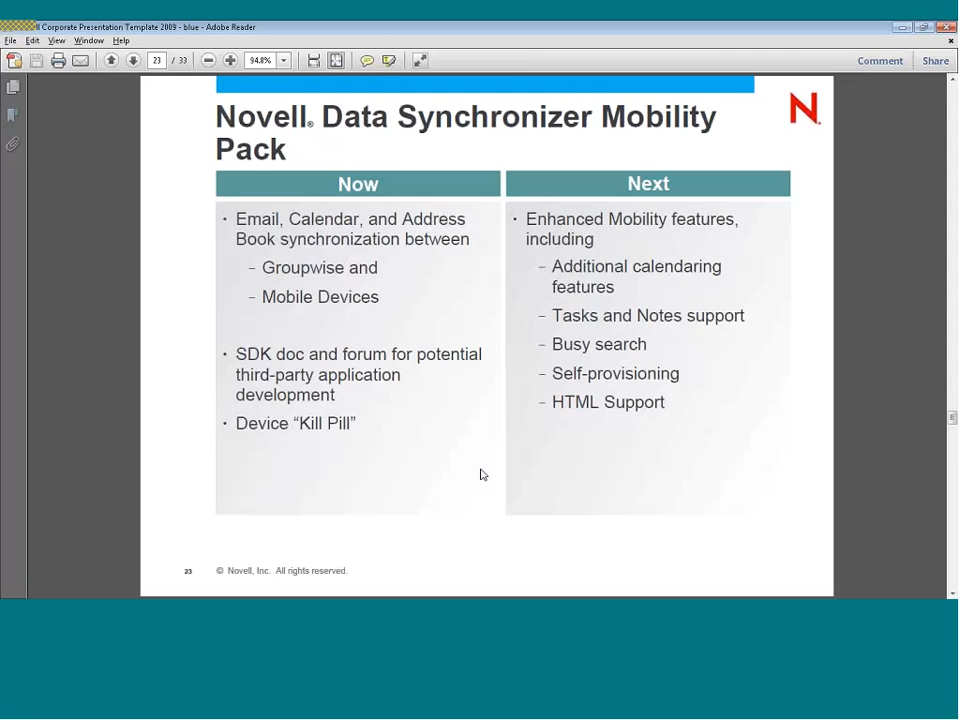 ll Corporate Presentation Template 2009 - blue - Adobe Reader
File Edit View Window Help
23 / 33 94.8% Comment Share
Novell® Data Synchronizer Mobility
Pack
N
Now
Next
· Email, Calendar, and Address
Book synchronization between
– Groupwise and
– Mobile Devices
· SDK doc and forum for potential
third-party application
development
· Device “Kill Pill”
· Enhanced Mobility features,
including
– Additional calendaring
features
– Tasks and Notes support
– Busy search
– Self-provisioning
– HTML Support
23 © Novell, Inc. All rights reserved.